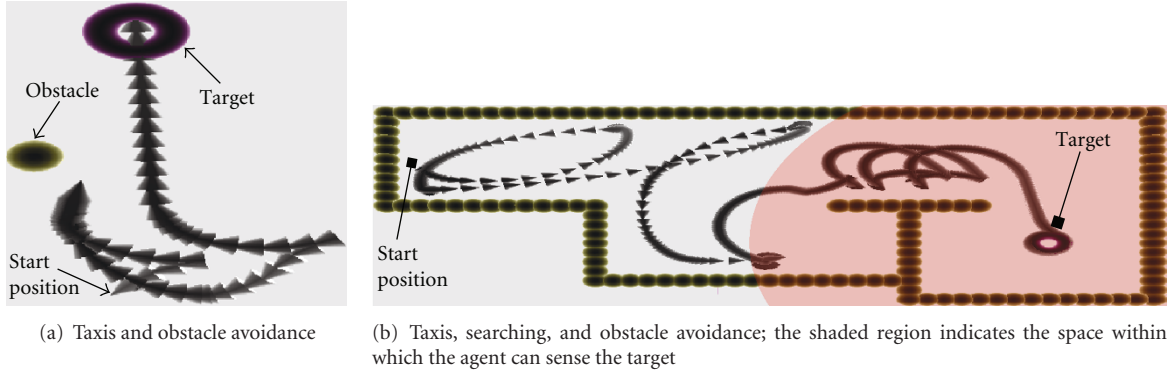 Obstacle
Target
Start
position
(a) Taxis and obstacle avoidance
Target
Start
position
(b) Taxis, searching, and obstacle avoidance; the shaded region indicates the space within
which the agent can sense the target